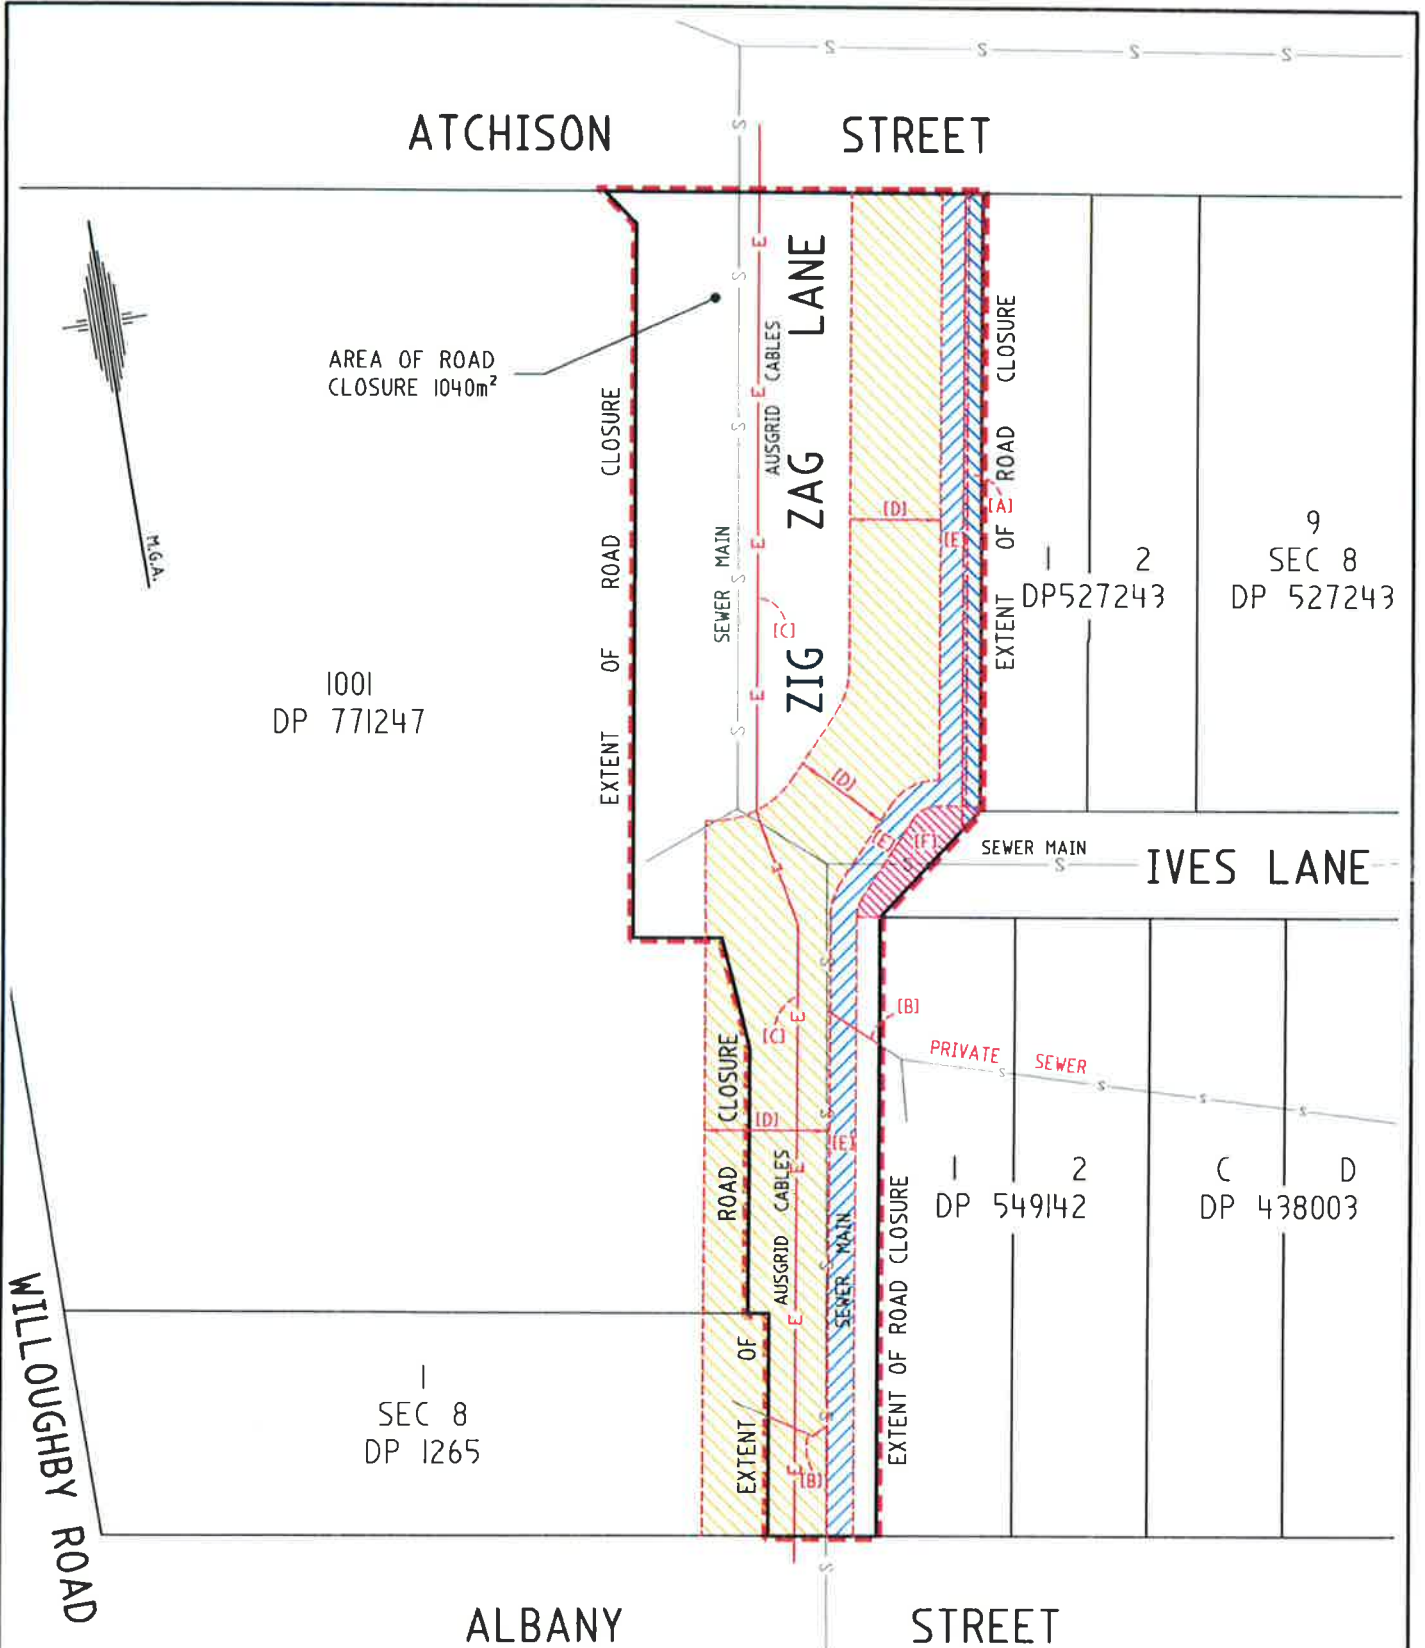 ATCHISON STREET
S S S S
S
E
S
AREA OF ROAD
CLOSURE 1040m²
M.G.A.
EXTENT OF ROAD CLOSURE
SEWER MAIN
S
S
S
AUSGRID CABLES
E
E
E
[C]
ZIG ZAG LANE
[D]
[E]
[A]
EXTENT OF ROAD CLOSURE
1 2
DP527243
9
SEC 8
DP 527243
1001
DP 771247
[D]
[E]
[F]
S
SEWER MAIN
S
IVES LANE
S
[B]
[C]
E
PRIVATE SEWER
S S S S
EXTENT OF ROAD CLOSURE
[D]
S
[E]
E
AUSGRID CABLES
SEWER MAIN
S
E
EXTENT OF ROAD CLOSURE
1 2
DP 549142
C D
DP 438003
WILLOUGHBY ROAD
1
SEC 8
DP 1265
S
E
[B]
S
ALBANY STREET